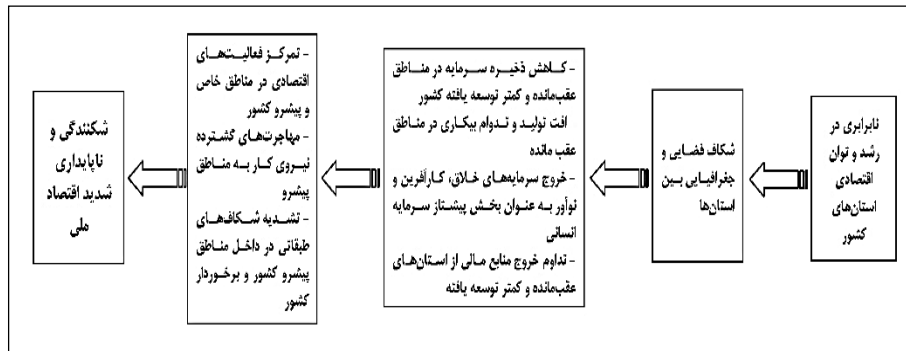 نابرابری در
رشد و توان
اقتصادی
استان‌های
کشور
شکاف فضایی و
جغرافیایی بین
استان‌ها
- کاهش ذخیره سرمایه در مناطق
عقب‌مانده و کمتر توسعه یافته کشور
افت تولید و تدوام بیکاری در مناطق
عقب مانده
- خروج سرمایه‌های خلاق، کارآفرین و
نوآور به عنوان بخش پیشتاز سرمایه
انسانی
- تداوم خروج منابع مالی از استان‌های
عقب‌مانده و کمتر توسعه یافته
- تمرکز فعالیت‌های
اقتصادی در مناطق خاص
و پیشرو کشور
- مهاجرت‌های گسترده
نیروی کار به مناطق
پیشرو
- تشدیه شکاف‌های
طبقاتی در داخل مناطق
پیشرو کشور و برخوردار
کشور
شکنندگی و
ناپایداری
شدید اقتصاد
ملی